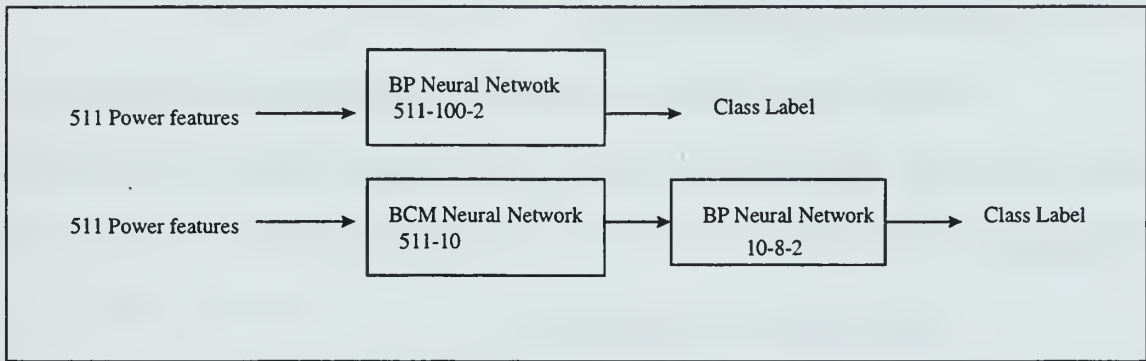 BP Neural Netwotk
511-100-2
511 Power features
Class Label
BCM Neural Network
511-10
BP Neural Network
10-8-2
511 Power features
Class Label